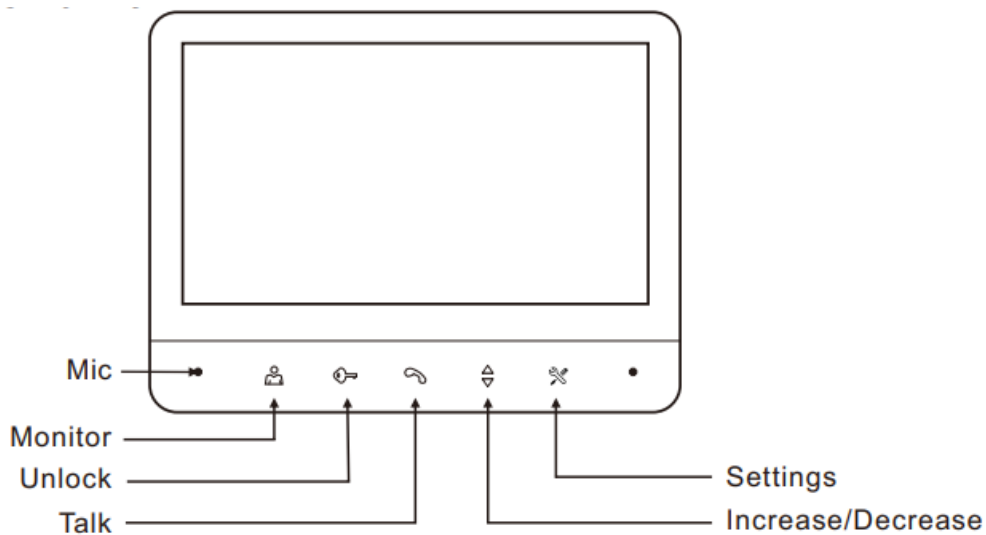 Mic
Monitor
Unlock
Talk
Settings
Increase/Decrease